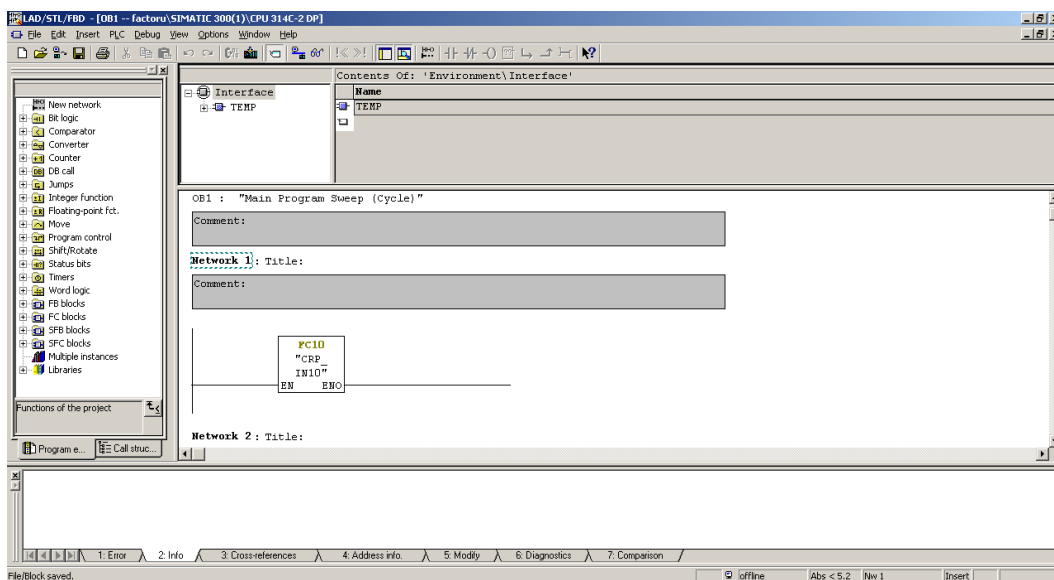 LAD/STL/FBD - [OB1 -- factoru\SIMATIC 300(1)\CPU 314C-2 DP]
File Edit Insert PLC Debug View Options Window Help
Contents Of: 'Environment\Interface'
Interface
TEMP
Name
TEMP
New network
Bit logic
Comparator
Converter
Counter
DB call
Jumps
Integer function
Floating-point fct.
Move
Program control
Shift/Rotate
Status bits
Timers
Word logic
FB blocks
FC blocks
SFB blocks
SFC blocks
Multiple instances
Libraries
Functions of the project
Program e... Call struc...
OB1 : "Main Program Sweep (Cycle)"
Comment:
Network 1: Title:
Comment:
FC10
"CRP_
IN10"
EN ENO
Network 2: Title:
1: Error 2: Info 3: Cross-references 4: Address info. 5: Modify 6: Diagnostics 7: Comparison
File/Block saved. offline Abs < 5.2 Nw 1 Insert